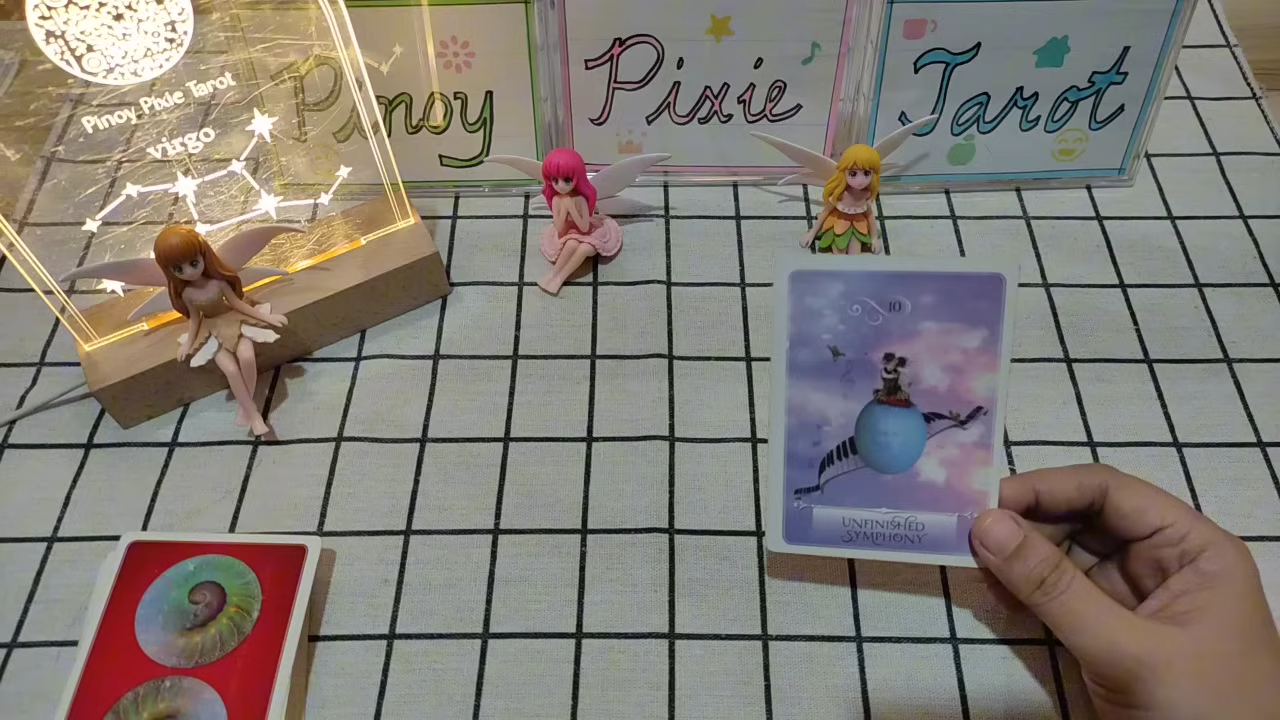 Pinoy Pixie Tarot
Pinoy Pixie Tarot
virgo
10
UNFINISHED
SYMPHONY